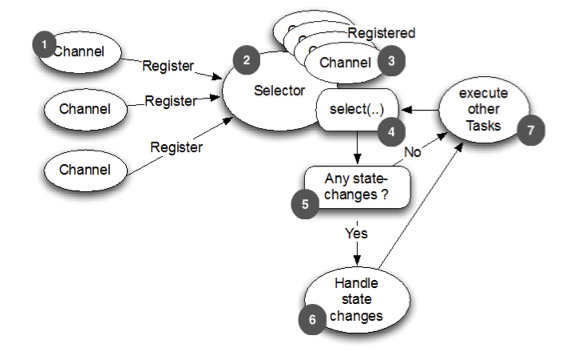 1
Channel
Register
Channel
Register
Channel
Register
2
Selector
Registered
Channel
3
select(..)
4
Any state-
changes ?
5
No
Yes
Handle
state
changes
6
execute
other
Tasks
7